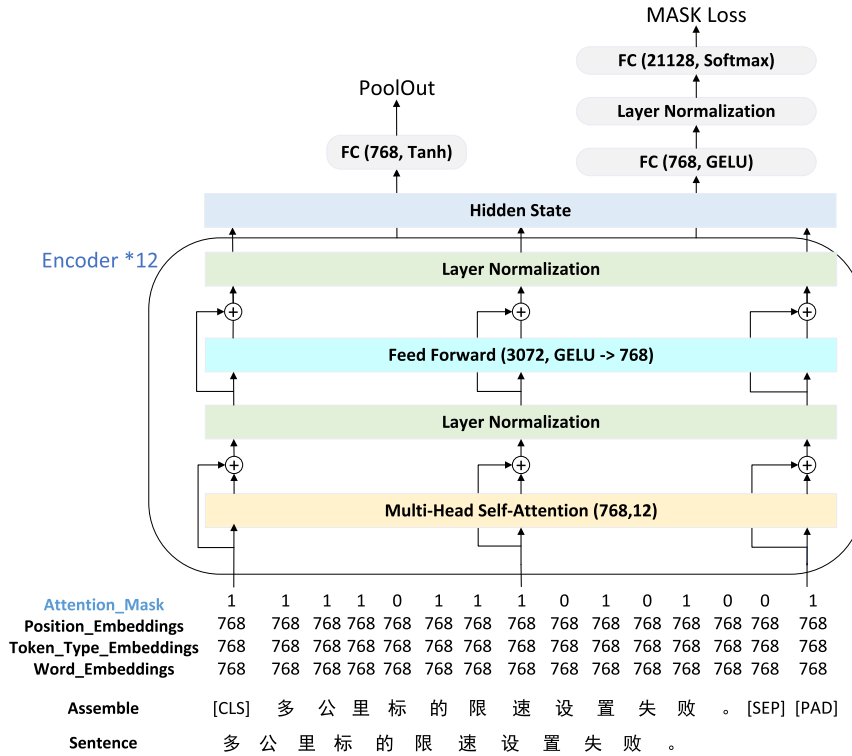 MASK Loss
FC (21128, Softmax)
PoolOut
Layer Normalization
FC (768, Tanh)
FC (768, GELU)
Hidden State
Encoder *12
Layer Normalization
+ + +
Feed Forward (3072, GELU -> 768)
Layer Normalization
+ + +
Multi-Head Self-Attention (768,12)
Attention_Mask 1 1 1 1 0 1 1 1 0 1 0 1 0 0 1
Position_Embeddings 768 768 768 768 768 768 768 768 768 768 768 768 768 768 768
Token_Type_Embeddings 768 768 768 768 768 768 768 768 768 768 768 768 768 768 768
Word_Embeddings 768 768 768 768 768 768 768 768 768 768 768 768 768 768 768
Assemble [CLS] 多 公 里 标 的 限 速 设 置 失 败 。 [SEP] [PAD]
Sentence 多 公 里 标 的 限 速 设 置 失 败 。